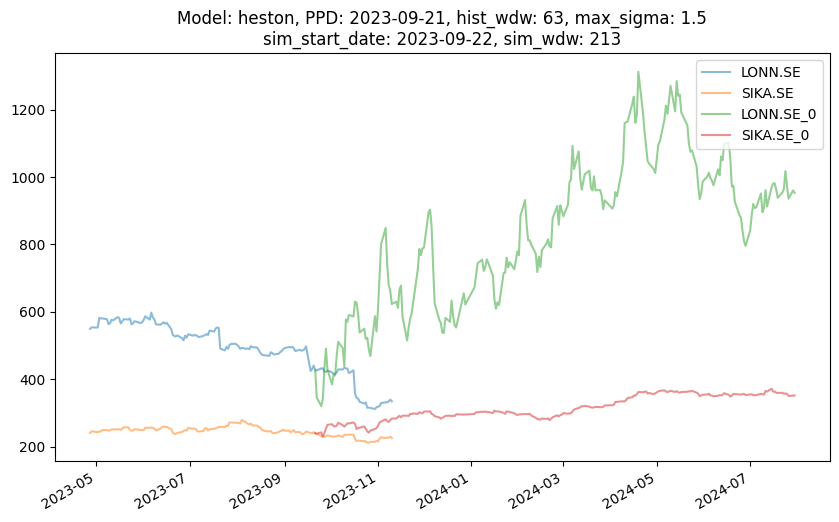 Model: heston, PPD: 2023-09-21, hist_wdw: 63, max_sigma: 1.5
sim_start_date: 2023-09-22, sim_wdw: 213
LONN.SE
SIKA.SE
LONN.SE_0
SIKA.SE_0
1200
1000
800
600
400
200
2023-05
2023-07
2023-09
2023-11
2024-01
2024-03
2024-05
2024-07